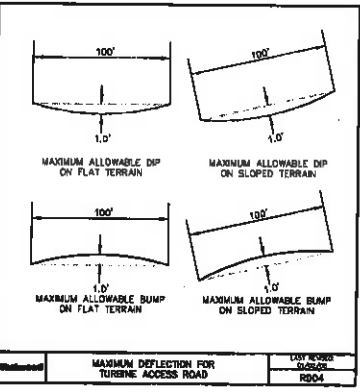 100'
1.0'
MAXIMUM ALLOWABLE DIP
ON FLAT TERRAIN
100'
1.0'
MAXIMUM ALLOWABLE DIP
ON SLOPED TERRAIN
100'
1.0'
MAXIMUM ALLOWABLE BUMP
ON FLAT TERRAIN
100'
1.0'
MAXIMUM ALLOWABLE BUMP
ON SLOPED TERRAIN
MAXIMUM DEFLECTION FOR
TURBINE ACCESS ROAD
LAST REVISED:
R004